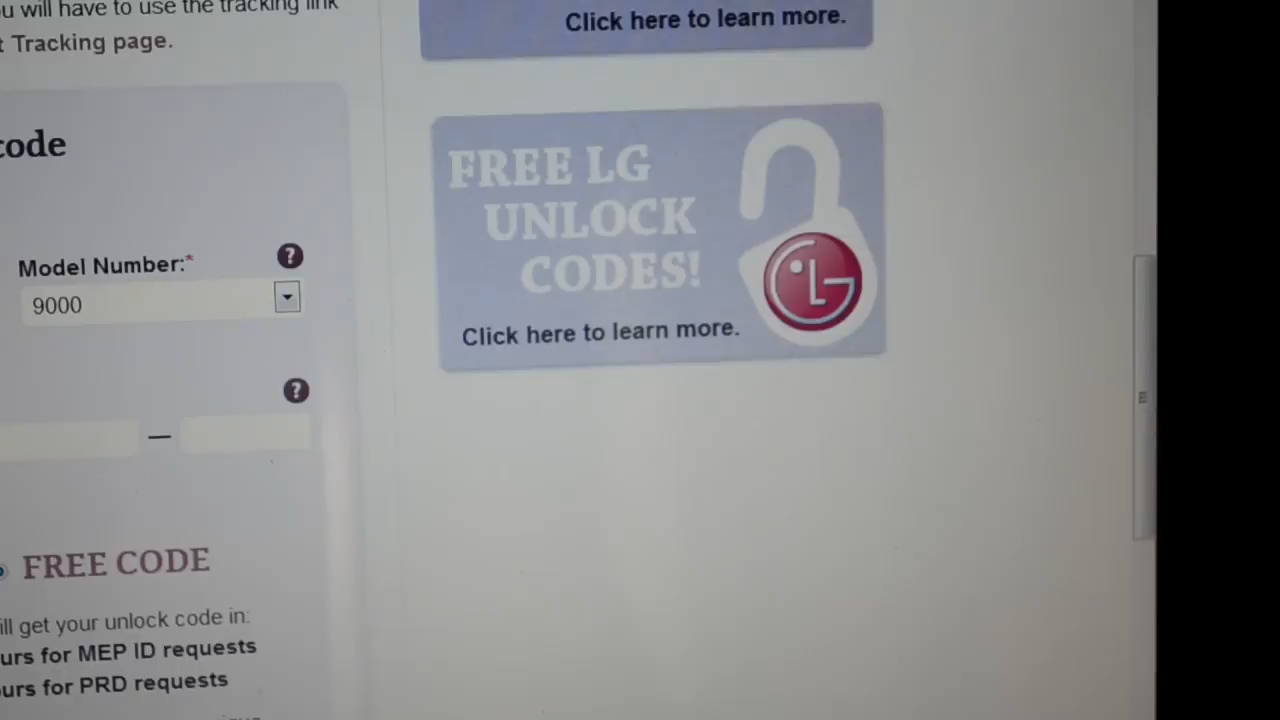 u will have to use the tracking link
t Tracking page.
Click here to learn more.
code
FREE LG
UNLOCK
CODES!
Click here to learn more.
LG
Model Number:*
?
9000
?
—
FREE CODE
ill get your unlock code in:
urs for MEP ID requests
ours for PRD requests